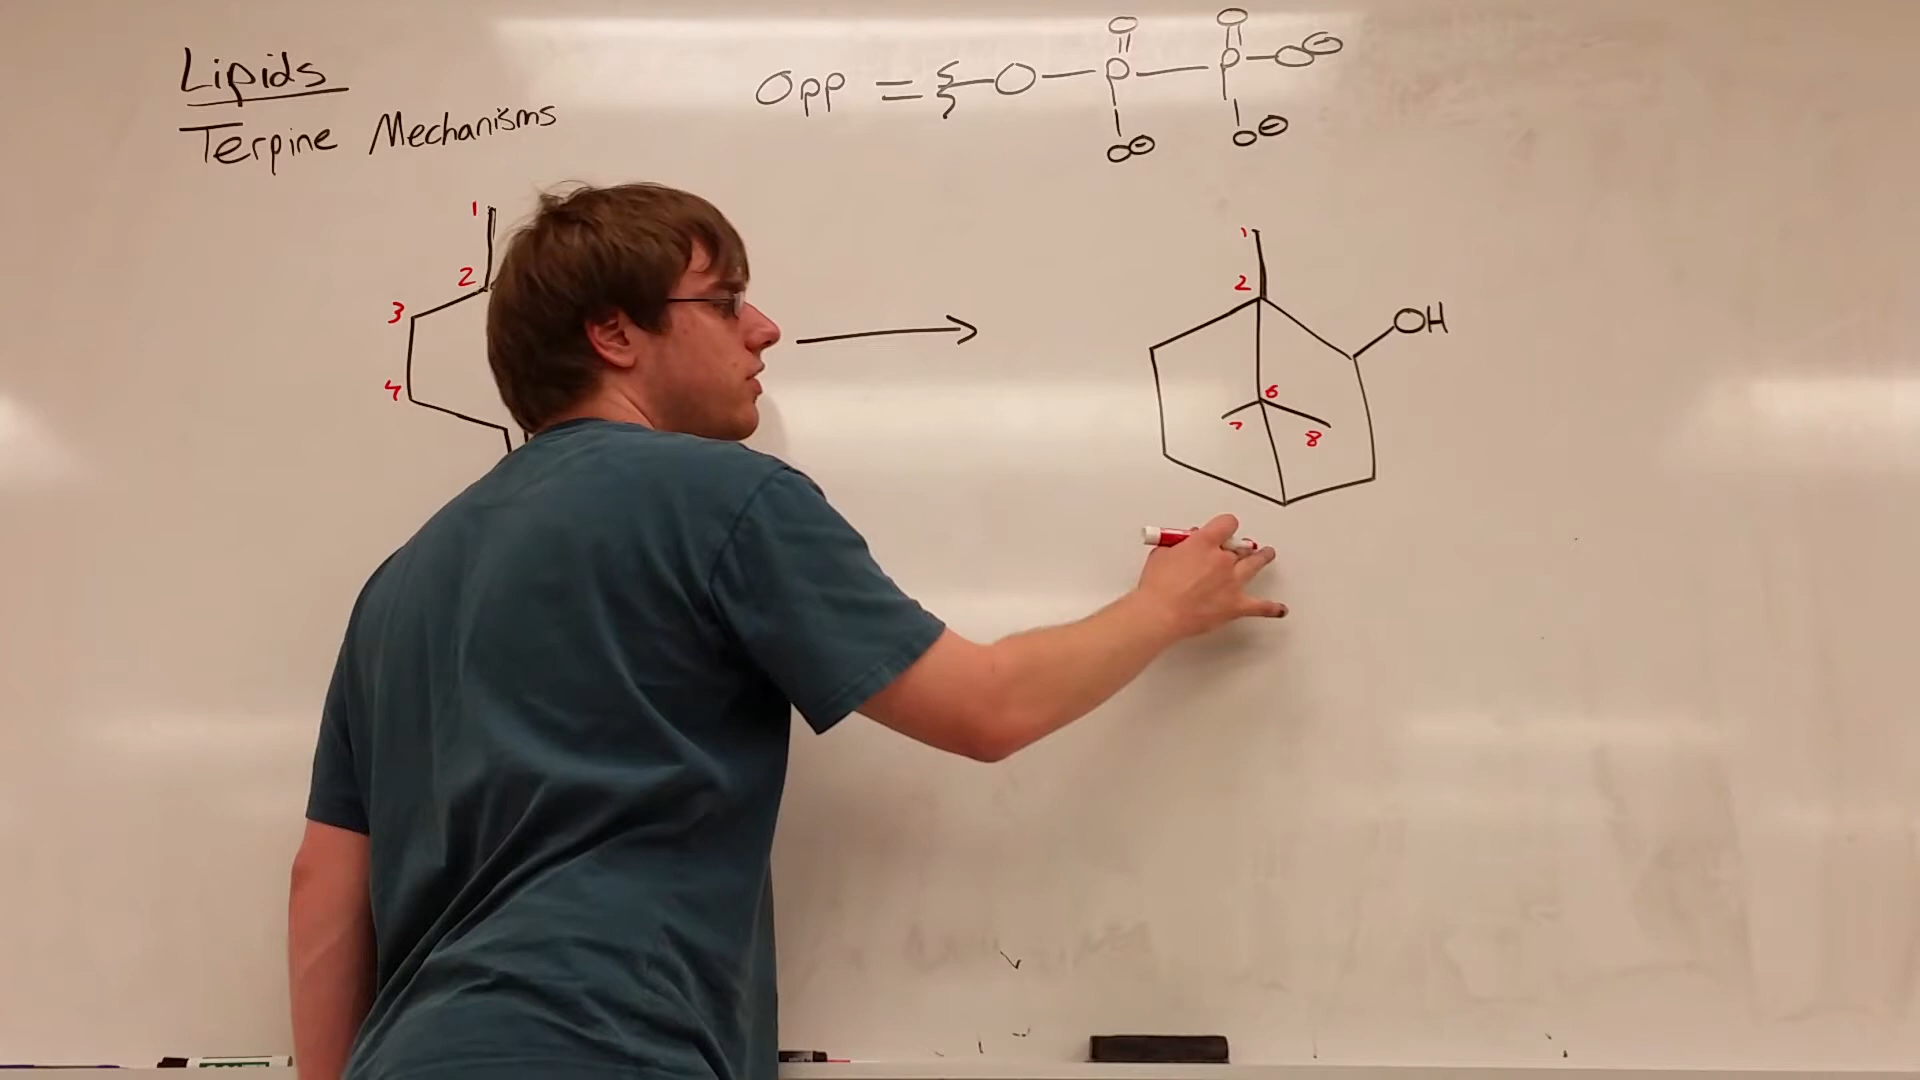 Lipids
Terpine Mechanisms
Opp = O P P O⊖
O O
O⊖ O⊖
1
2
3
4
1
2
OH
6
7
8